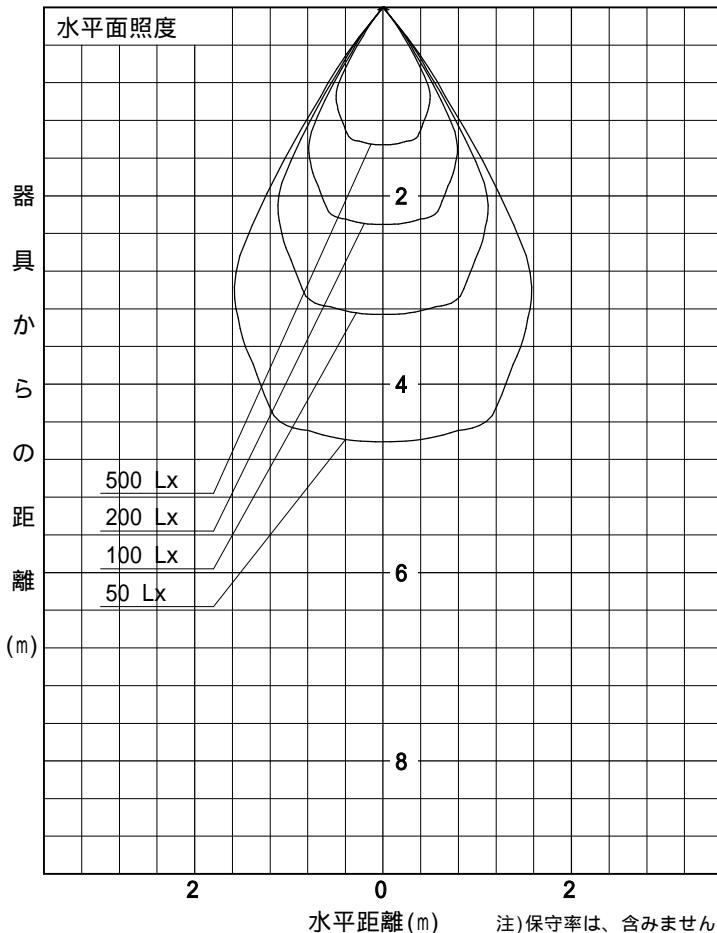 水平面照度
器具からの距離(m)
2
4
6
8
500 Lx
200 Lx
100 Lx
50 Lx
2
0
2
水平距離(m)
注)保守率は、含みません